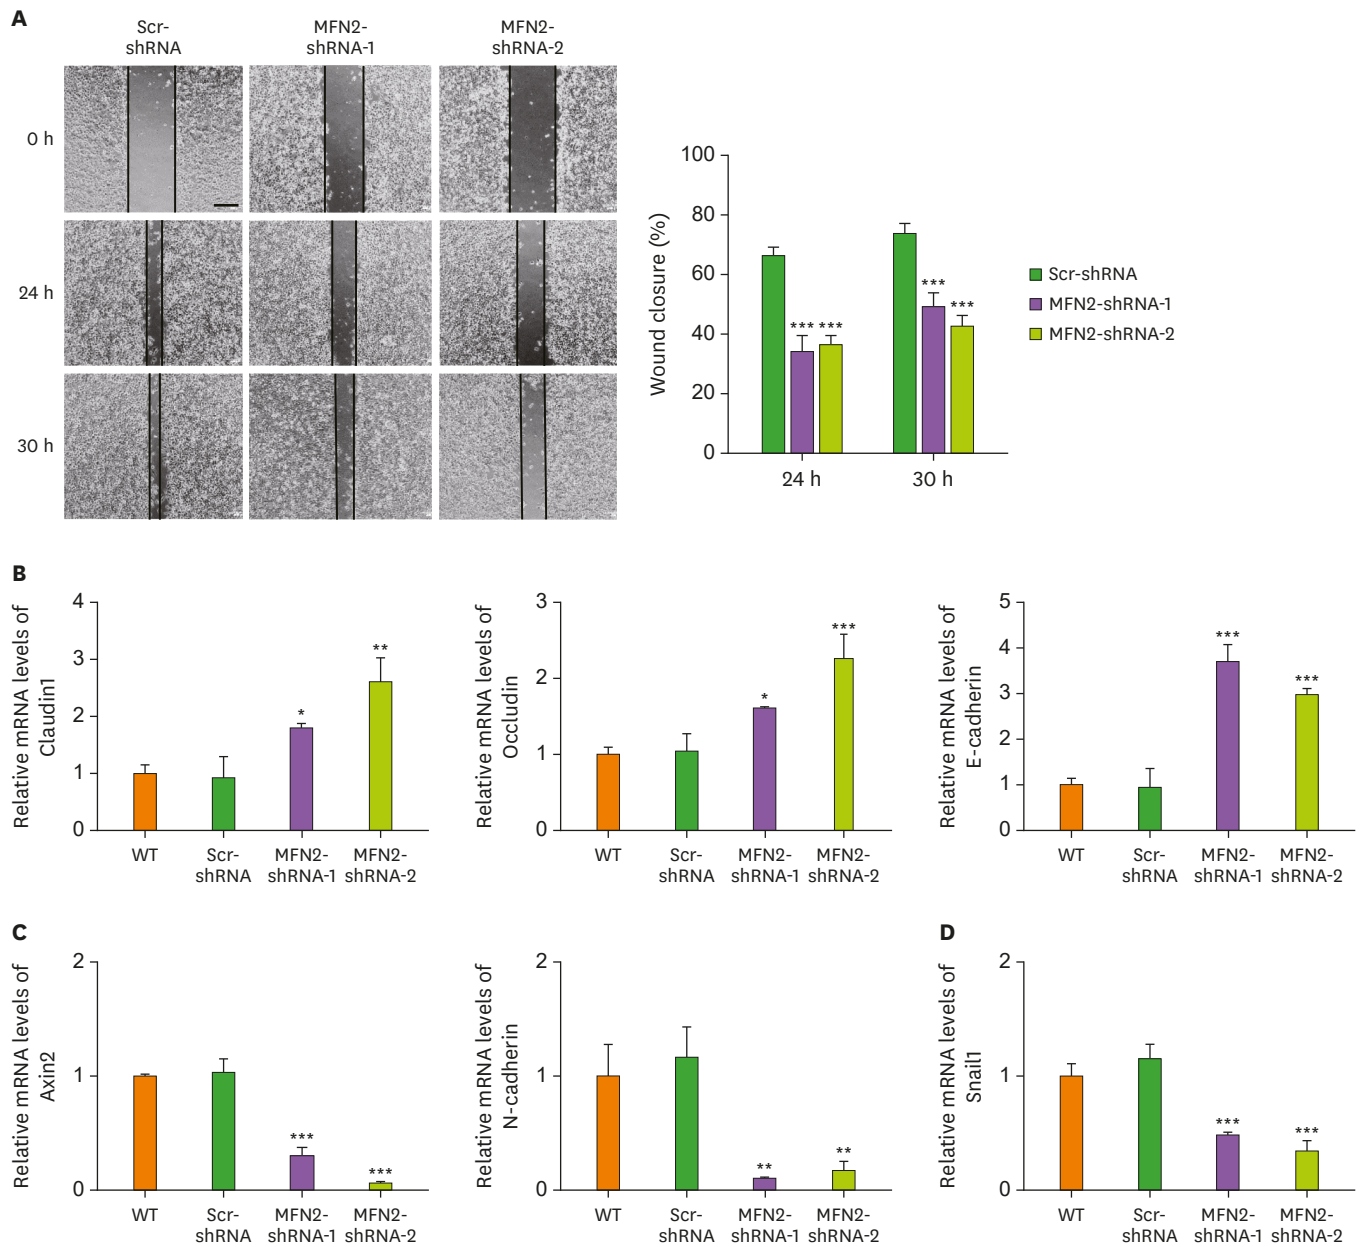 A
Scr-
shRNA
MFN2-
shRNA-1
MFN2-
shRNA-2
0 h
24 h
30 h
Wound closure (%)
100
80
60
40
20
0
*** ***
***
***
24 h
30 h
Scr-shRNA
MFN2-shRNA-1
MFN2-shRNA-2
B
Relative mRNA levels of
Claudin1
4
3
2
1
0
*
**
WT
Scr-
shRNA
MFN2-
shRNA-1
MFN2-
shRNA-2
Relative mRNA levels of
Occludin
3
2
1
0
*
***
WT
Scr-
shRNA
MFN2-
shRNA-1
MFN2-
shRNA-2
Relative mRNA levels of
E-cadherin
5
4
3
2
1
0
***
***
WT
Scr-
shRNA
MFN2-
shRNA-1
MFN2-
shRNA-2
C
Relative mRNA levels of
Axin2
2
1
0
***
***
WT
Scr-
shRNA
MFN2-
shRNA-1
MFN2-
shRNA-2
Relative mRNA levels of
N-cadherin
2
1
0
**
**
WT
Scr-
shRNA
MFN2-
shRNA-1
MFN2-
shRNA-2
D
Relative mRNA levels of
Snail1
2
1
0
***
***
WT
Scr-
shRNA
MFN2-
shRNA-1
MFN2-
shRNA-2